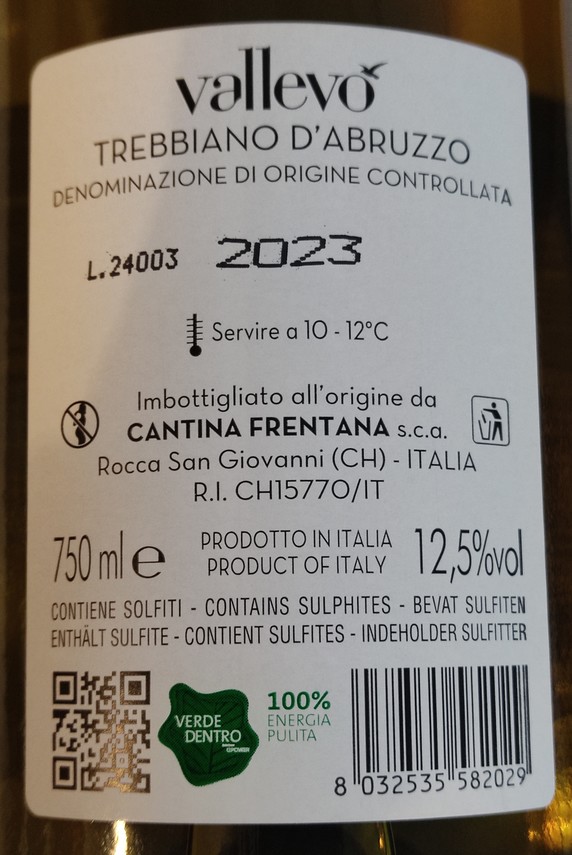 vallevò
TREBBIANO D'ABRUZZO
DENOMINAZIONE DI ORIGINE CONTROLLATA
L.24003 2023
Servire a 10 - 12°C
Imbottigliato all'origine da
CANTINA FRENTANA s.c.a.
Rocca San Giovanni (CH) - ITALIA
R.I. CH15770/IT
750 ml e PRODOTTO IN ITALIA 12,5%vol
PRODUCT OF ITALY
CONTIENE SOLFITI - CONTAINS SULPHITES - BEVAT SULFITEN
ENTHÄLT SULFITE - CONTIENT SULFITES - INDEHOLDER SULFITTER
VERDE
DENTRO
100%
ENERGIA
PULITA
8 032535 582029